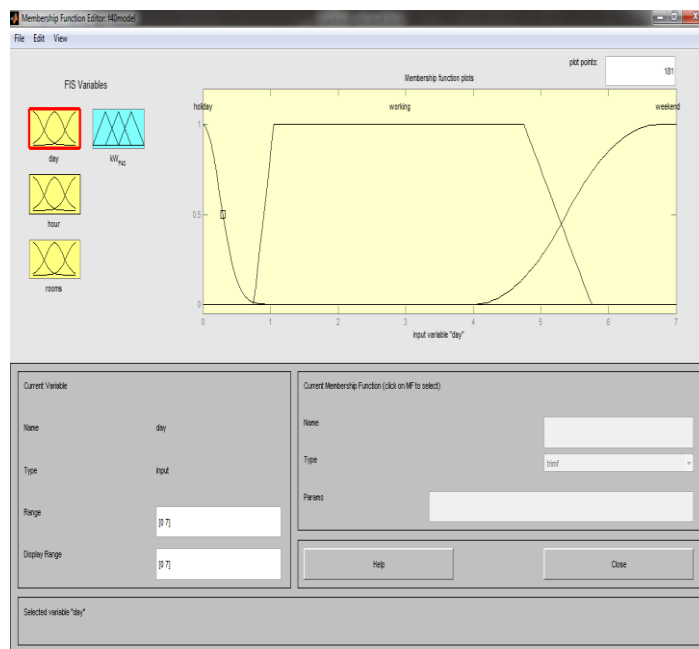 Membership Function Editor: f40model
File Edit View
FIS Variables
plot points:
181
Membership function plots
holiday working weekend
day
hour
rooms
1
0.5
0
0 1 2 3 4 5 6 7
input variable "day"
Current Variable
Name day
Type input
Range [0 7]
Display Range [0 7]
Current Membership Function (click on MF to select)
Name
Type trimf
Params
Help Close
Selected variable "day"